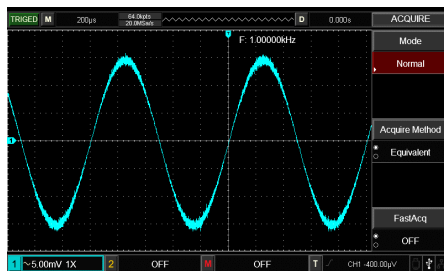 TRIGED M 200μs 64.0kpts D 0.000s ACQUIRE
20.0MSa/s
T
F: 1.00000kHz
Mode
Normal
1
Acquire Method
Equivalent
FastAcq
OFF
1 ~5.00mV 1X 2 OFF M OFF T CH1 -400.00μV